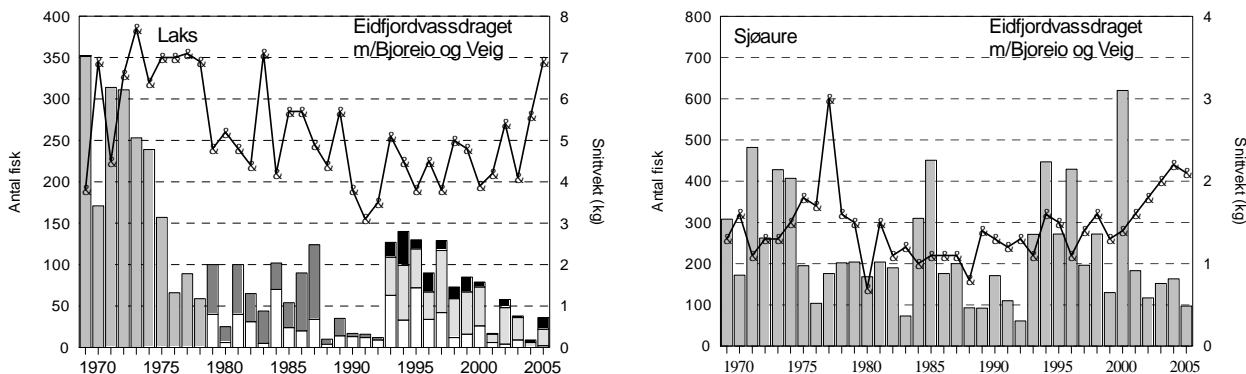 Laks
Eidfjordvassdraget
m/Bjoreio og Veig
Antal fisk
400
350
300
250
200
150
100
50
0
8
7
6
5
4
3
2
1
0
Snittvekt (kg)
1970 1975 1980 1985 1990 1995 2000 2005
Sjøaure
Eidfjordvassdraget
m/Bjoreio og Veig
Antal fisk
800
700
600
500
400
300
200
100
0
4
3
2
1
0
Snittvekt (kg)
1970 1975 1980 1985 1990 1995 2000 2005